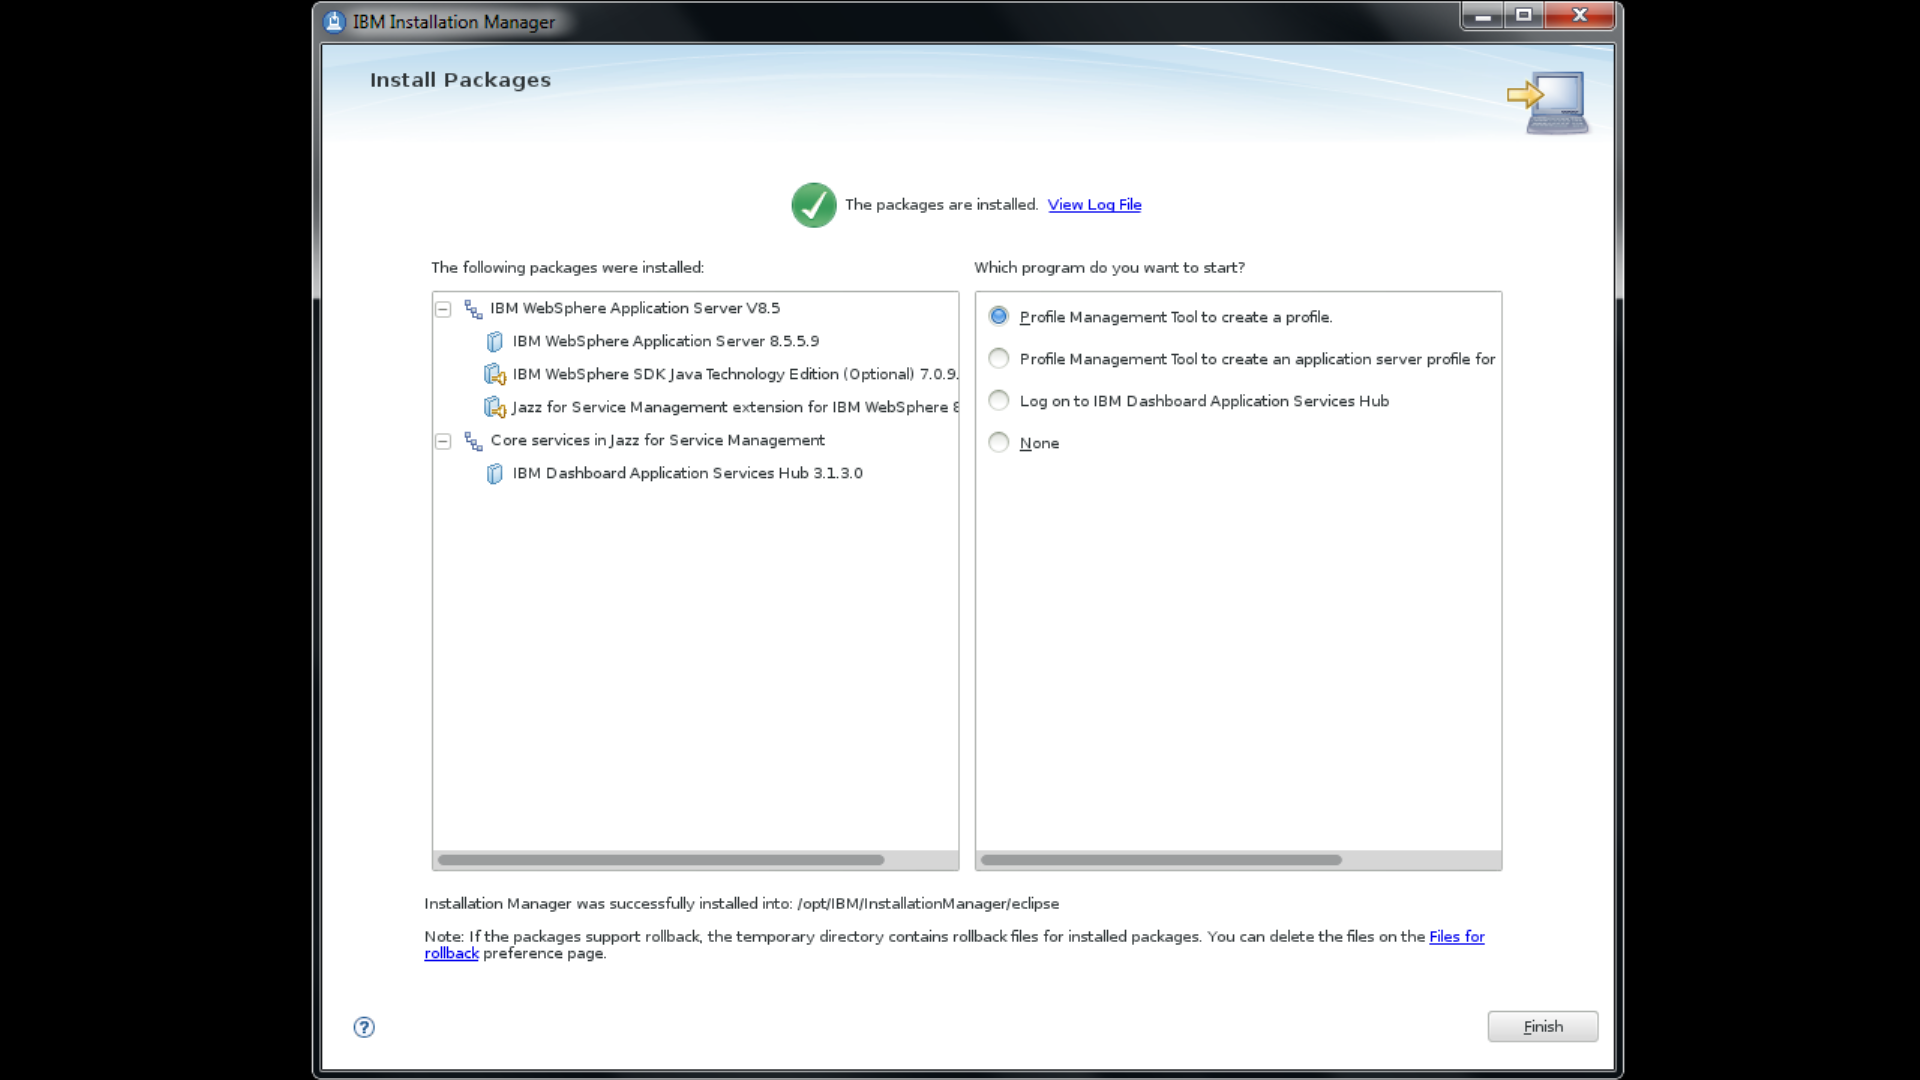 IBM Installation Manager
Install Packages
The packages are installed. View Log File
The following packages were installed:
IBM WebSphere Application Server V8.5
IBM WebSphere Application Server 8.5.5.9
IBM WebSphere SDK Java Technology Edition (Optional) 7.0.9.
Jazz for Service Management extension for IBM WebSphere 8
Core services in Jazz for Service Management
IBM Dashboard Application Services Hub 3.1.3.0
Which program do you want to start?
Profile Management Tool to create a profile.
Profile Management Tool to create an application server profile for
Log on to IBM Dashboard Application Services Hub
None
Installation Manager was successfully installed into: /opt/IBM/InstallationManager/eclipse
Note: If the packages support rollback, the temporary directory contains rollback files for installed packages. You can delete the files on the Files for
rollback preference page.
?
Finish